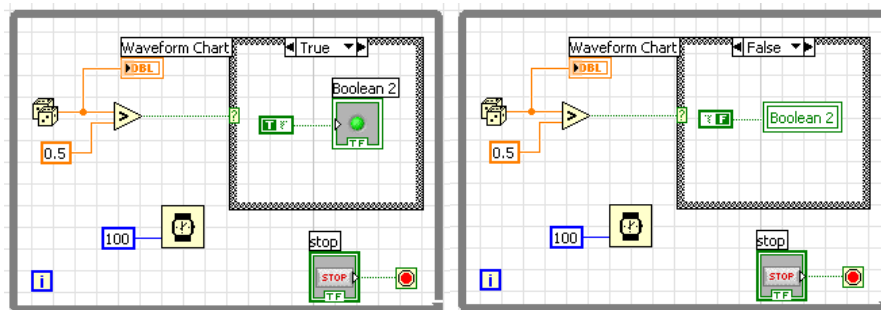 Waveform Chart
True
DBL
Boolean 2
T F
TF
>
?
0.5
100
stop
STOP
TF
i
Waveform Chart
False
DBL
Boolean 2
F
>
?
0.5
100
stop
STOP
TF
i